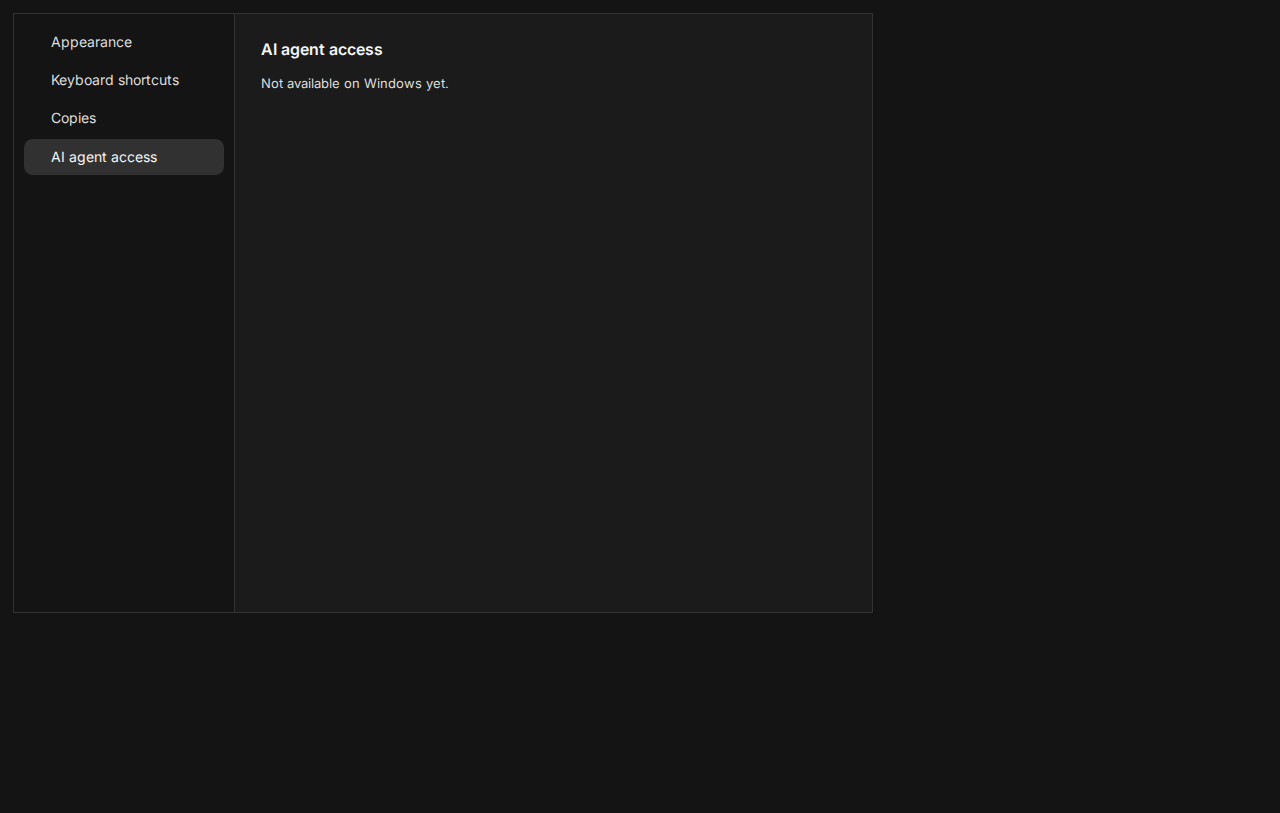 Appearance
Keyboard shortcuts
Copies
AI agent access
AI agent access
Not available on Windows yet.